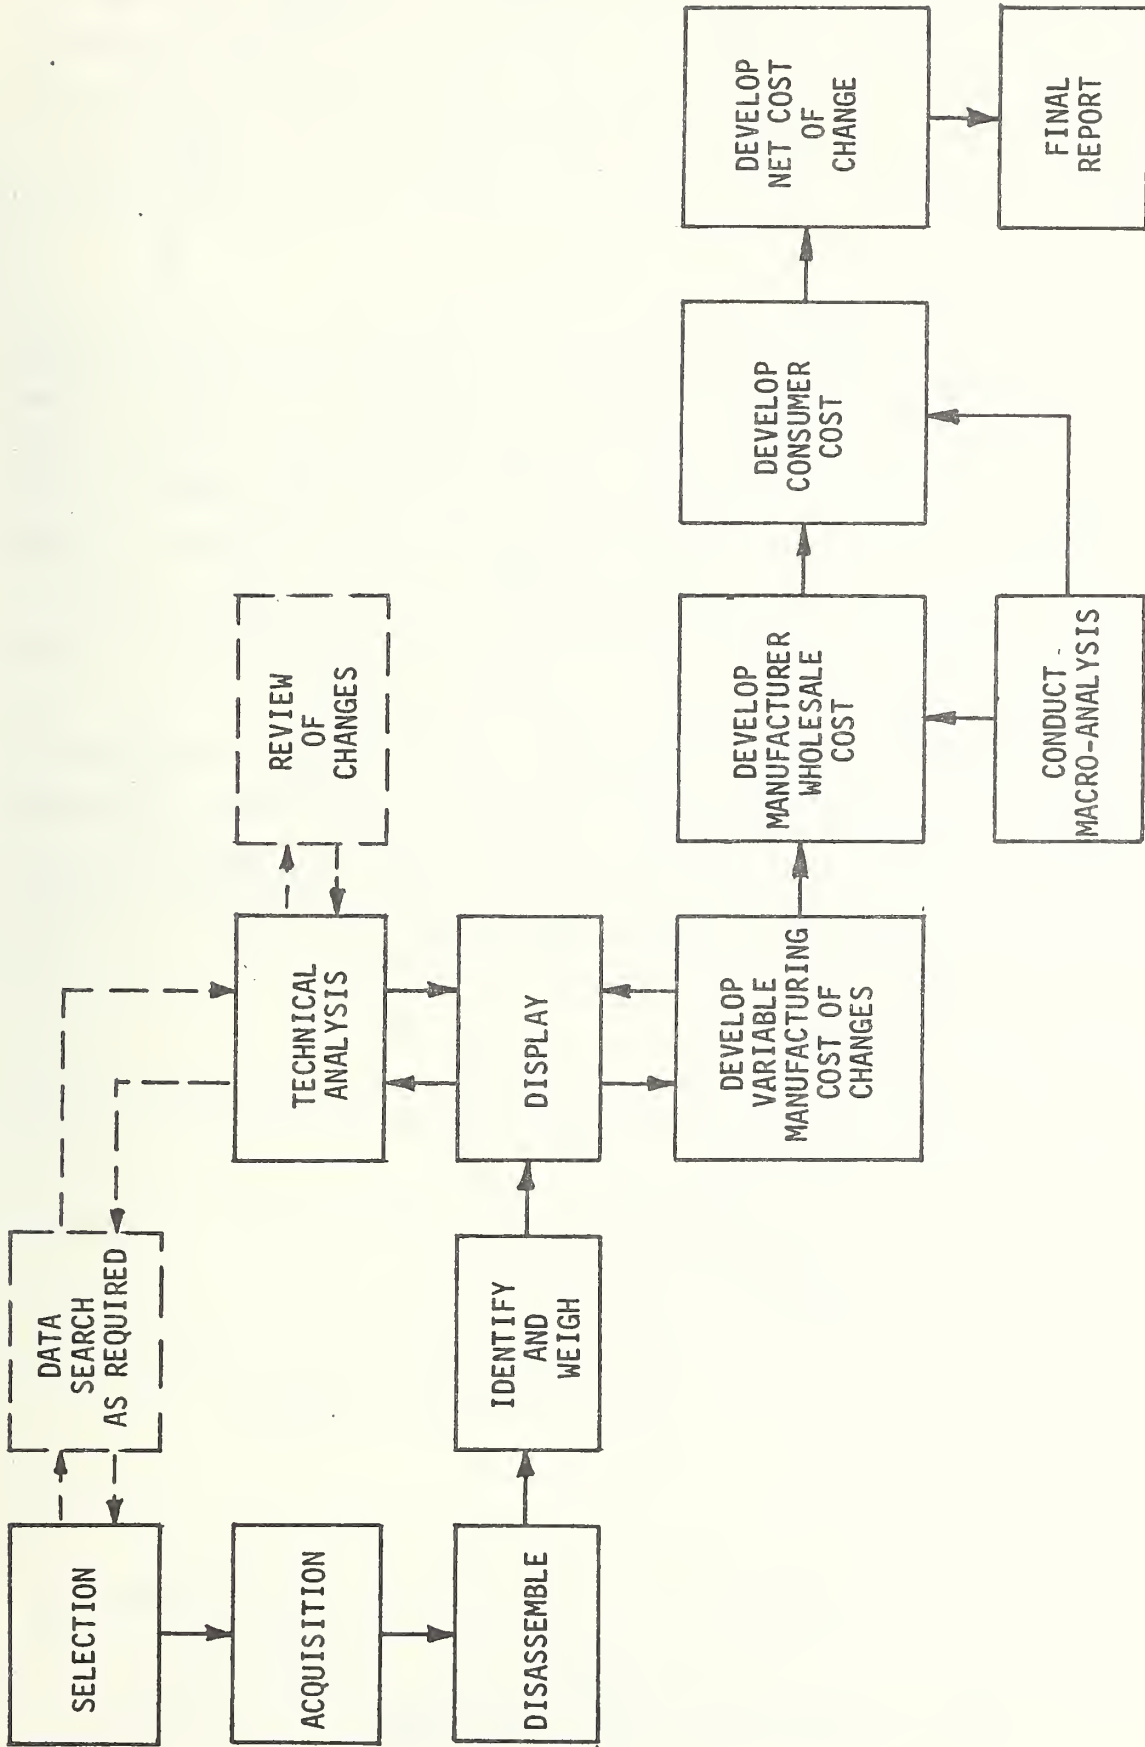 SELECTION
DATA
SEARCH
AS REQUIRED
ACQUISITION
TECHNICAL
ANALYSIS
REVIEW
OF
CHANGES
DISASSEMBLE
IDENTIFY
AND
WEIGH
DISPLAY
DEVELOP
VARIABLE
MANUFACTURING
COST OF
CHANGES
DEVELOP
MANUFACTURER
WHOLESALE
COST
DEVELOP
CONSUMER
COST
DEVELOP
NET COST
OF
CHANGE
CONDUCT
MACRO-ANALYSIS
FINAL
REPORT